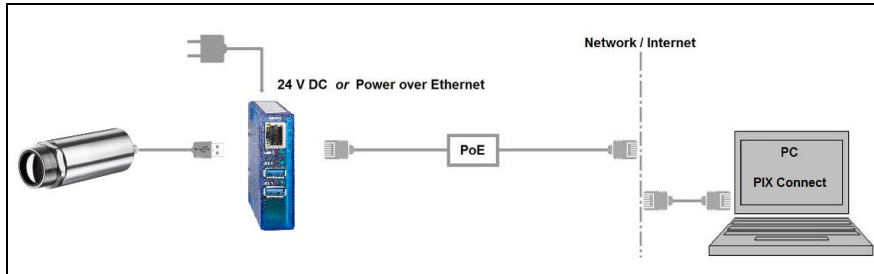 Network / Internet
24 V DC or Power over Ethernet
PoE
PC
PIX Connect